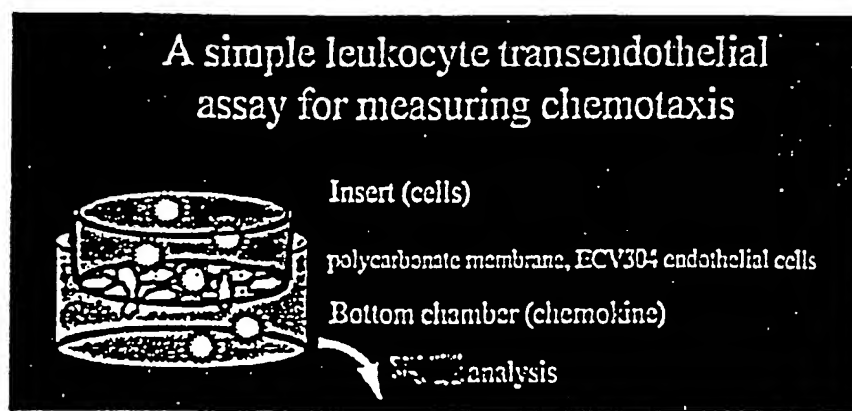 A simple leukocyte transendothelial
assay for measuring chemotaxis
Insert (cells)
polycarbonate membrane, ECV304 endothelial cells
Bottom chamber (chemokine)
analysis